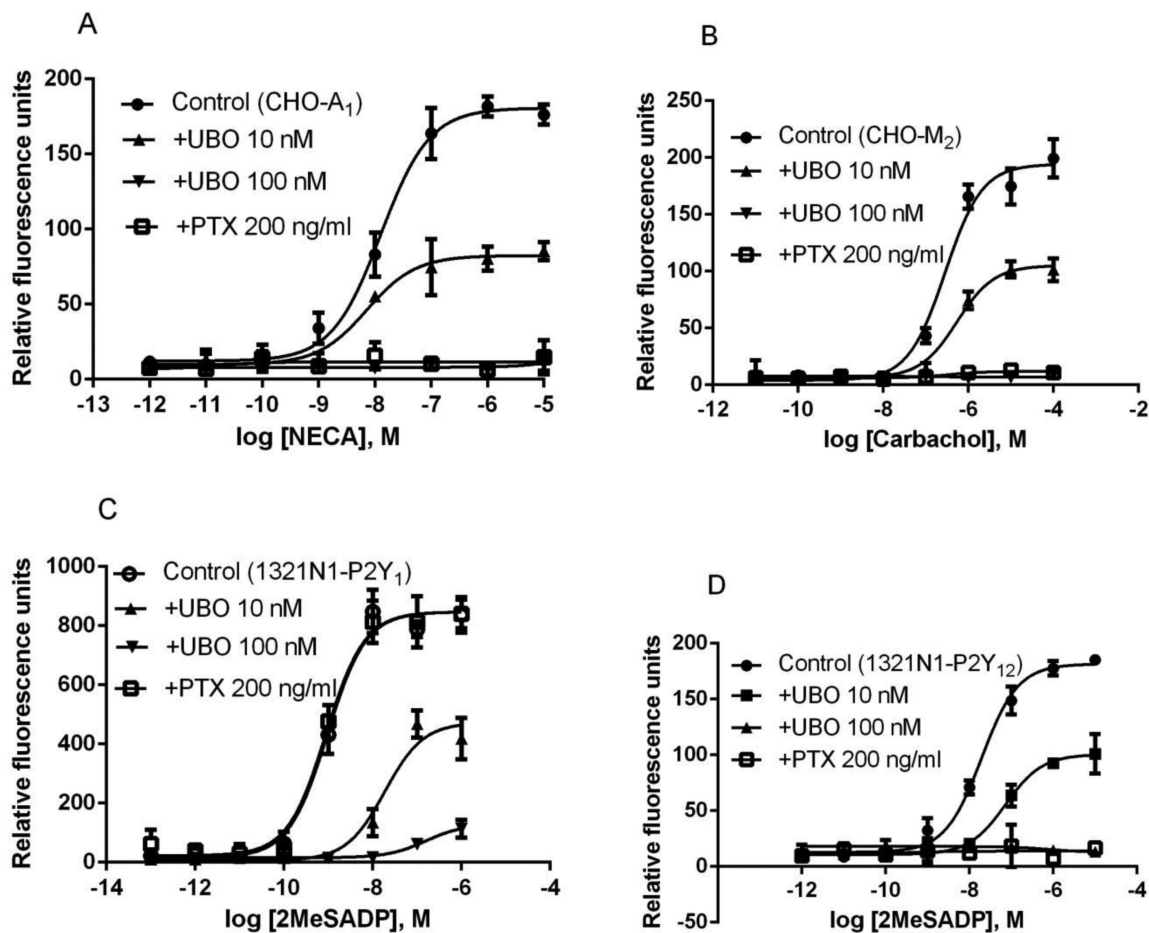 A
Relative fluorescence units
200
150
100
50
0
Control (CHO-A₁)
+UBO 10 nM
+UBO 100 nM
+PTX 200 ng/ml
-13 -12 -11 -10 -9 -8 -7 -6 -5
log [NECA], M
B
Relative fluorescence units
250
200
150
100
50
0
Control (CHO-M₂)
+UBO 10 nM
+UBO 100 nM
+PTX 200 ng/ml
-12 -10 -8 -6 -4 -2
log [Carbachol], M
C
Relative fluorescence units
1000
800
600
400
200
0
Control (1321N1-P2Y₁)
+UBO 10 nM
+UBO 100 nM
+PTX 200 ng/ml
-14 -12 -10 -8 -6 -4
log [2MeSADP], M
D
Relative fluorescence units
200
150
100
50
0
-50
Control (1321N1-P2Y₁₂)
+UBO 10 nM
+UBO 100 nM
+PTX 200 ng/ml
-14 -12 -10 -8 -6 -4
log [2MeSADP], M